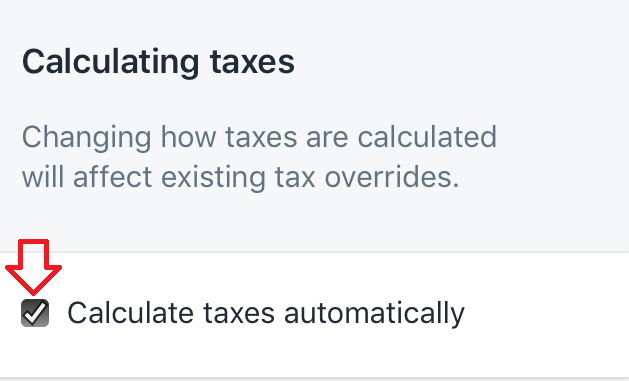 Calculating taxes
Changing how taxes are calculated
will affect existing tax overrides.
Calculate taxes automatically